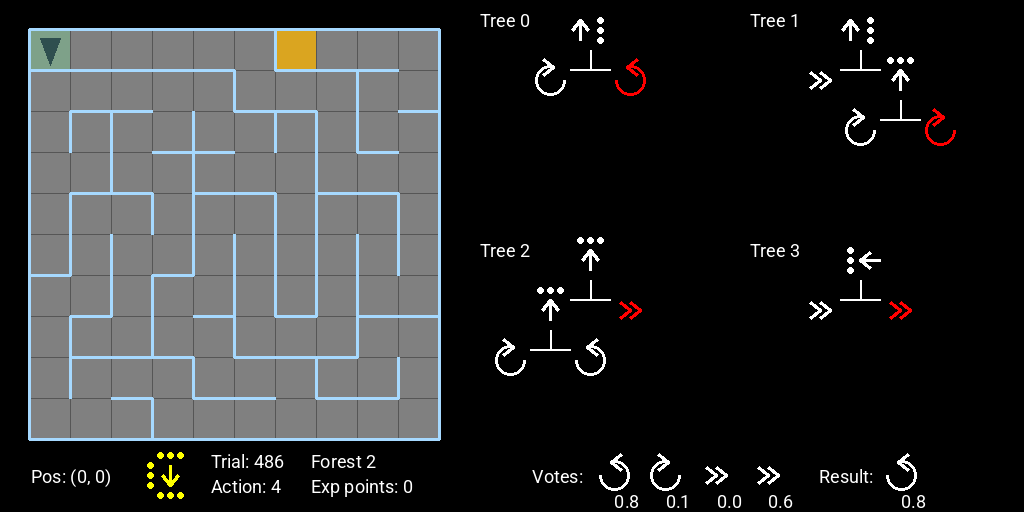 Tree 0
Tree 1
Tree 2
Tree 3
Pos: (0, 0)
Trial: 486
Forest 2
Action: 4
Exp points: 0
Votes:
0.8
0.1
0.0
0.6
Result:
0.8